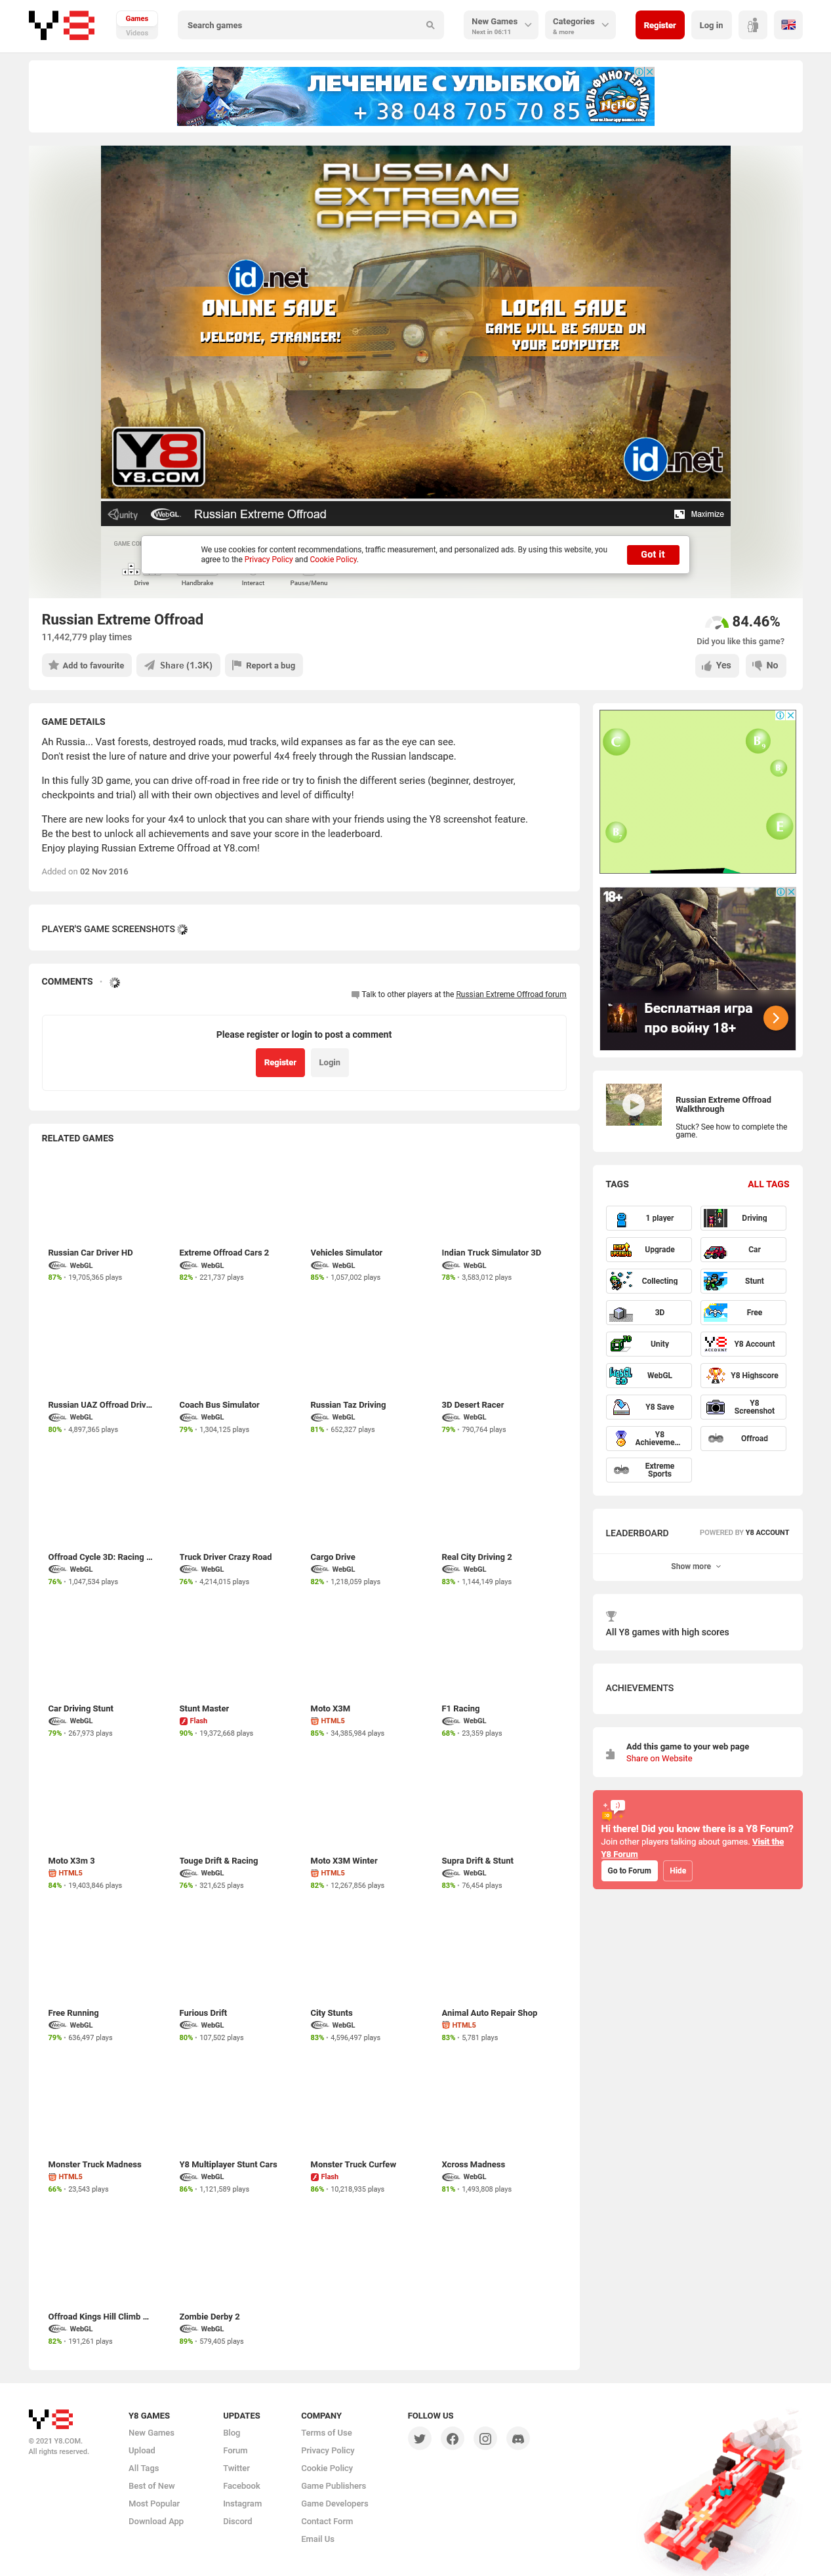 Games
Videos
Search games
New Games
Next in 06:11
Categories
& more
Register
Log in
ЛЕЧЕНИЕ С УЛЫБКОЙ
+ 38 048 705 70 85
RUSSIAN
EXTREME
OFFROAD
id.net
ONLINE SAVE
WELCOME, STRANGER!
LOCAL SAVE
GAME WILL BE SAVED ON
YOUR COMPUTER
Y8
Y8.COM
id.net
unity
WebGL
Russian Extreme Offroad
Maximize
We use cookies for content recommendations, traffic measurement, and personalized ads. By using this website, you
agree to the Privacy Policy and Cookie Policy.
Got it
Drive
Handbrake
Interact
Pause/Menu
Russian Extreme Offroad
11,442,779 play times
84.46%
Did you like this game?
Add to favourite
Share (1.3K)
Report a bug
Yes
No
GAME DETAILS
Ah Russia... Vast forests, destroyed roads, mud tracks, wild expanses as far as the eye can see.
Don't resist the lure of nature and drive your powerful 4x4 freely through the Russian landscape.
In this fully 3D game, you can drive off-road in free ride or try to finish the different series (beginner, destroyer,
checkpoints and trial) all with their own objectives and level of difficulty!
There are new looks for your 4x4 to unlock that you can share with your friends using the Y8 screenshot feature.
Be the best to unlock all achievements and save your score in the leaderboard.
Enjoy playing Russian Extreme Offroad at Y8.com!
Added on 02 Nov 2016
PLAYER'S GAME SCREENSHOTS
COMMENTS
Talk to other players at the Russian Extreme Offroad forum
Please register or login to post a comment
Register
Login
18+
Бесплатная игра
про войну 18+
Russian Extreme Offroad
Walkthrough
Stuck? See how to complete the
game.
TAGS
ALL TAGS
1 player
Driving
Upgrade
Car
Collecting
Stunt
3D
Free
Unity
Y8 Account
WebGL
Y8 Highscore
Y8 Save
Y8
Screenshot
Y8
Achieveme...
Offroad
Extreme
Sports
LEADERBOARD
POWERED BY Y8 ACCOUNT
Show more
All Y8 games with high scores
ACHIEVEMENTS
Add this game to your web page
Share on Website
Hi there! Did you know there is a Y8 Forum?
Join other players talking about games. Visit the
Y8 Forum
Go to Forum
Hide
RELATED GAMES
Russian Car Driver HD
WebGL
87% • 19,705,365 plays
Extreme Offroad Cars 2
WebGL
82% • 221,737 plays
Vehicles Simulator
WebGL
85% • 1,057,002 plays
Indian Truck Simulator 3D
WebGL
78% • 3,583,012 plays
Russian UAZ Offroad Driv...
WebGL
80% • 4,897,365 plays
Coach Bus Simulator
WebGL
79% • 1,304,125 plays
Russian Taz Driving
WebGL
81% • 652,327 plays
3D Desert Racer
WebGL
79% • 790,764 plays
Offroad Cycle 3D: Racing ...
WebGL
76% • 1,047,534 plays
Truck Driver Crazy Road
WebGL
76% • 4,214,015 plays
Cargo Drive
WebGL
82% • 1,218,059 plays
Real City Driving 2
WebGL
83% • 1,144,149 plays
Car Driving Stunt
WebGL
79% • 267,973 plays
Stunt Master
Flash
90% • 19,372,668 plays
Moto X3M
HTML5
85% • 34,385,984 plays
F1 Racing
WebGL
68% • 23,359 plays
Moto X3m 3
HTML5
84% • 19,403,846 plays
Touge Drift & Racing
WebGL
76% • 321,625 plays
Moto X3M Winter
HTML5
82% • 12,267,856 plays
Supra Drift & Stunt
WebGL
83% • 76,454 plays
Free Running
WebGL
79% • 636,497 plays
Furious Drift
WebGL
80% • 107,502 plays
City Stunts
WebGL
83% • 4,596,497 plays
Animal Auto Repair Shop
HTML5
83% • 5,781 plays
Monster Truck Madness
HTML5
66% • 23,543 plays
Y8 Multiplayer Stunt Cars
WebGL
86% • 1,121,589 plays
Monster Truck Curfew
Flash
86% • 10,218,935 plays
Xcross Madness
WebGL
81% • 1,493,808 plays
Offroad Kings Hill Climb ...
WebGL
82% • 191,261 plays
Zombie Derby 2
WebGL
89% • 579,405 plays
© 2021 Y8.COM.
All rights reserved.
Y8 GAMES
New Games
Upload
All Tags
Best of New
Most Popular
Download App
UPDATES
Blog
Forum
Twitter
Facebook
Instagram
Discord
COMPANY
Terms of Use
Privacy Policy
Cookie Policy
Game Publishers
Game Developers
Contact Form
Email Us
FOLLOW US